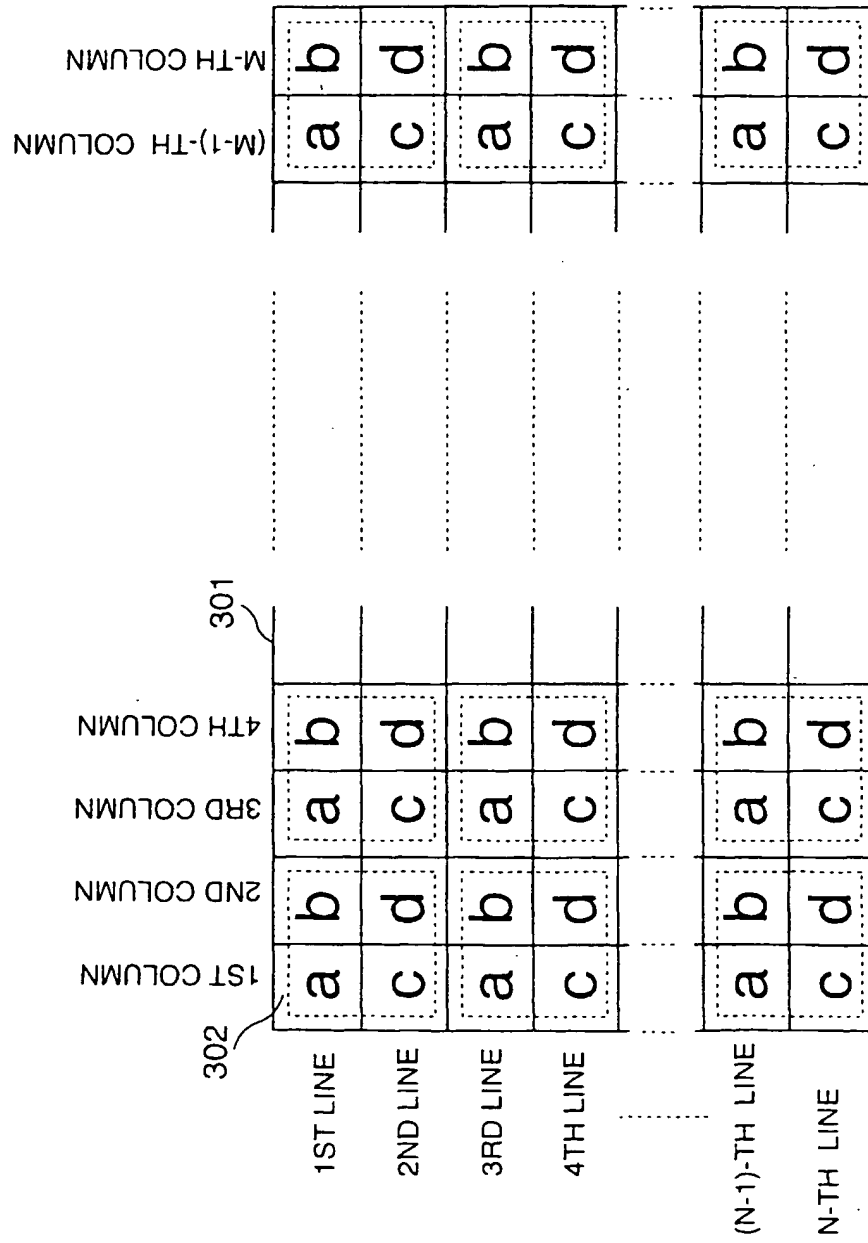 301
302
1ST COLUMN
2ND COLUMN
3RD COLUMN
4TH COLUMN
(M-1)-TH COLUMN
M-TH COLUMN
1ST LINE a b a b a b
2ND LINE c d c d c d
3RD LINE a b a b a b
4TH LINE c d c d c d
(N-1)-TH LINE a b a b a b
N-TH LINE c d c d c d